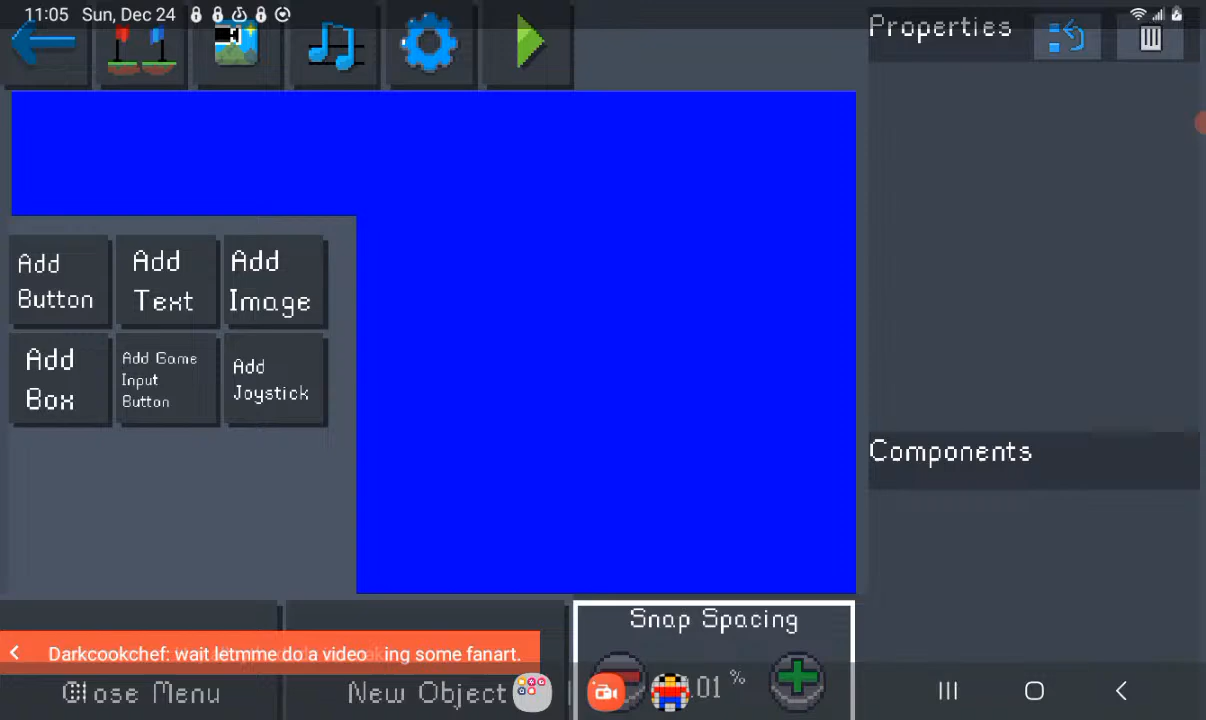 11:05 Sun, Dec 24
Properties
Add
Button
Add
Text
Add
Image
Add
Box
Add Game
Input
Button
Add
Joystick
Components
Snap Spacing
Darkcookchef: wait letmme do a video
ing some fanart.
Close Menu
New Object
.01 %